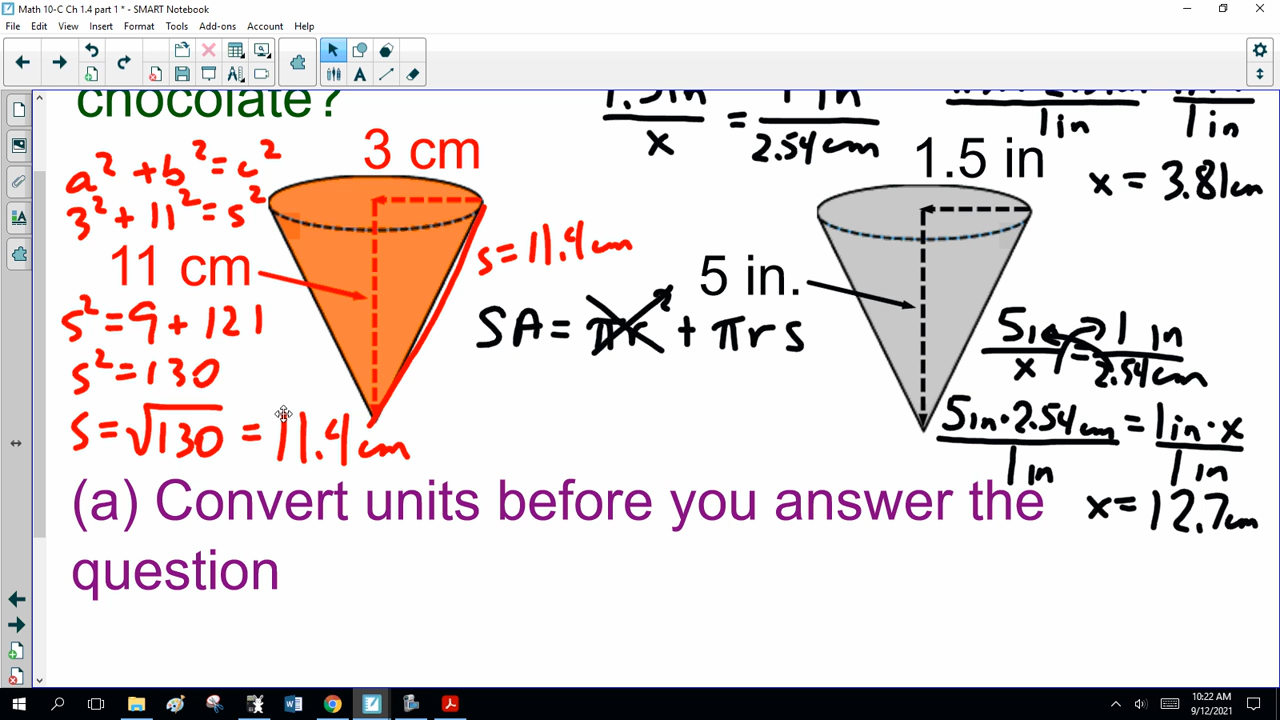 Math 10-C Ch 1.4 part 1 * - SMART Notebook
File Edit View Insert Format Tools Add-ons Account Help
chocolate?
1.5in / x = 1 in / 2.54cm
1in 1in
x = 3.81cm
a² + b² = c²
3 cm
1.5 in
3² + 11² = s²
11 cm
s = 11.4cm
5 in.
SA = πr² + πrs
s² = 9 + 121
5in / x = 1 in / 2.54cm
s² = 130
5in · 2.54cm / 1in = 1in · x / 1in
s = √130 = 11.4cm
x = 12.7cm
(a) Convert units before you answer the
question
10:22 AM
9/12/2021